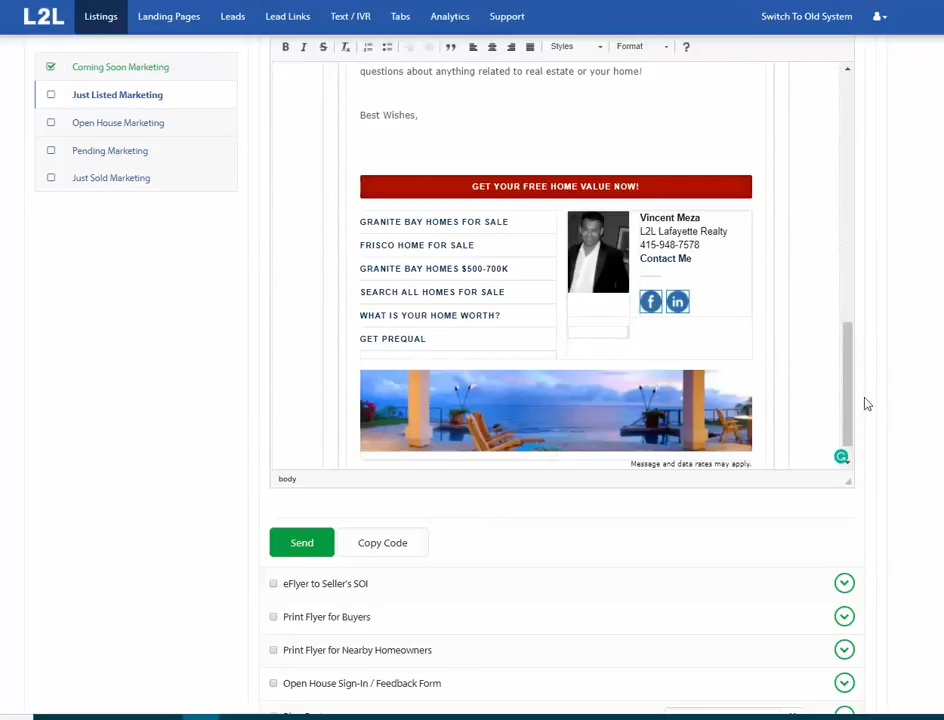 L2L Listings Landing Pages Leads Lead Links Text / IVR Tabs Analytics Support Switch To Old System
B I S Tx Styles Format ?
Coming Soon Marketing
Just Listed Marketing
Open House Marketing
Pending Marketing
Just Sold Marketing
questions about anything related to real estate or your home!
Best Wishes,
GET YOUR FREE HOME VALUE NOW!
GRANITE BAY HOMES FOR SALE
FRISCO HOME FOR SALE
GRANITE BAY HOMES $500-700K
SEARCH ALL HOMES FOR SALE
WHAT IS YOUR HOME WORTH?
GET PREQUAL
Vincent Meza
L2L Lafayette Realty
415-948-7578
Contact Me
f in
Message and data rates may apply.
body
Send Copy Code
eFlyer to Seller's SOI
Print Flyer for Buyers
Print Flyer for Nearby Homeowners
Open House Sign-In / Feedback Form